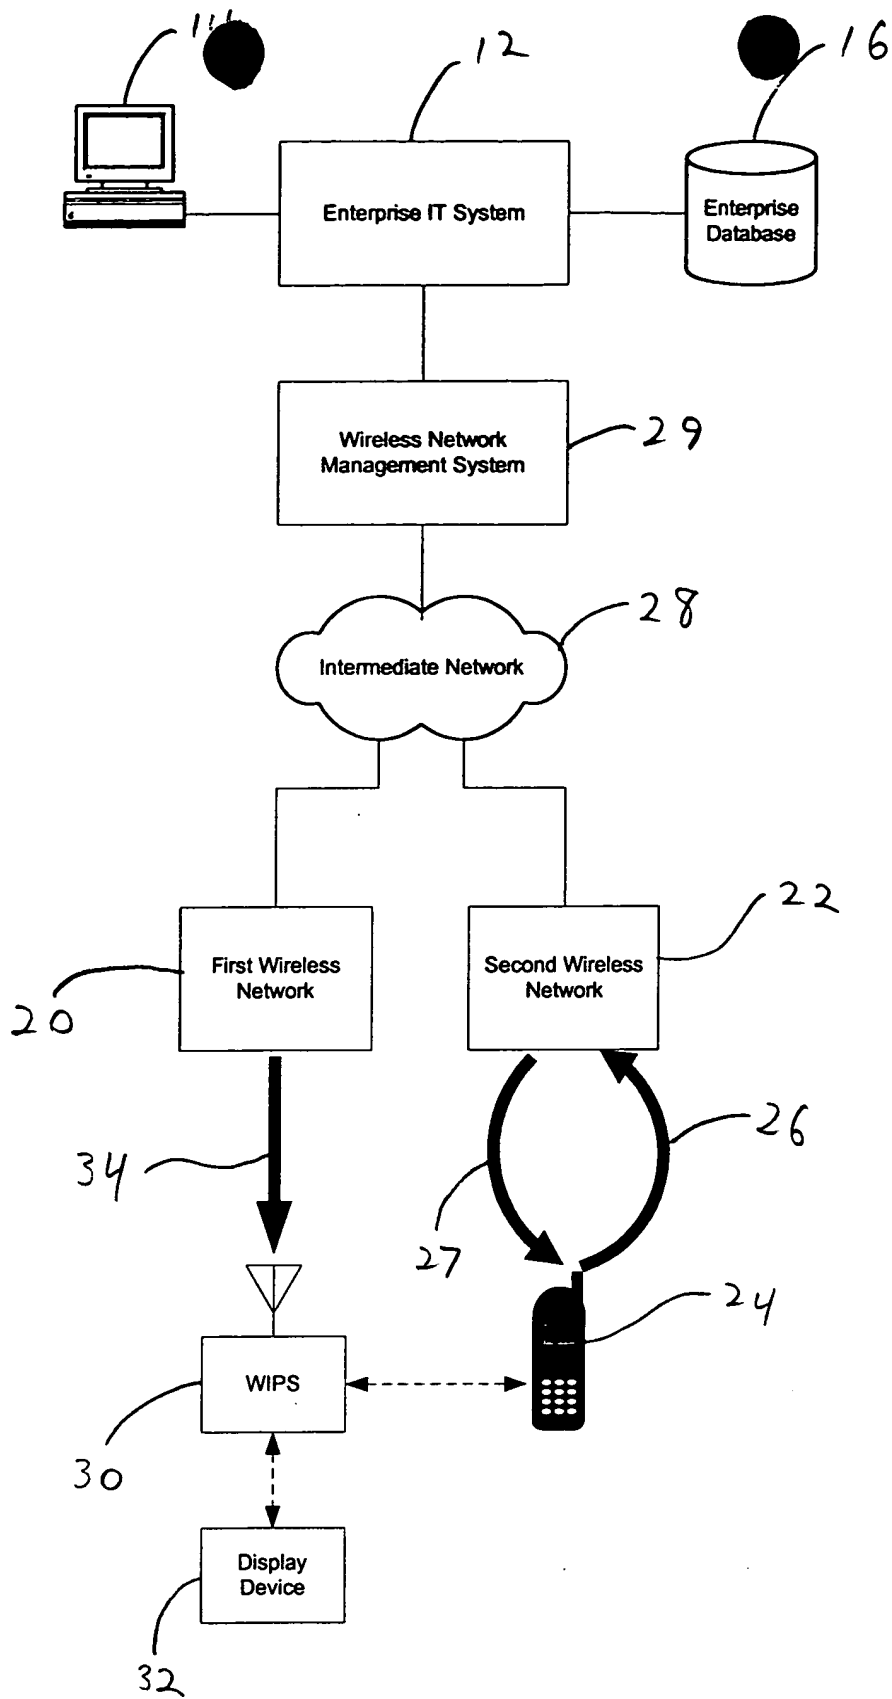 12
16
Enterprise IT System
Enterprise
Database
Wireless Network
Management System
29
28
Intermediate Network
22
First Wireless
Network
Second Wireless
Network
20
26
34
27
24
WIPS
30
Display
Device
32